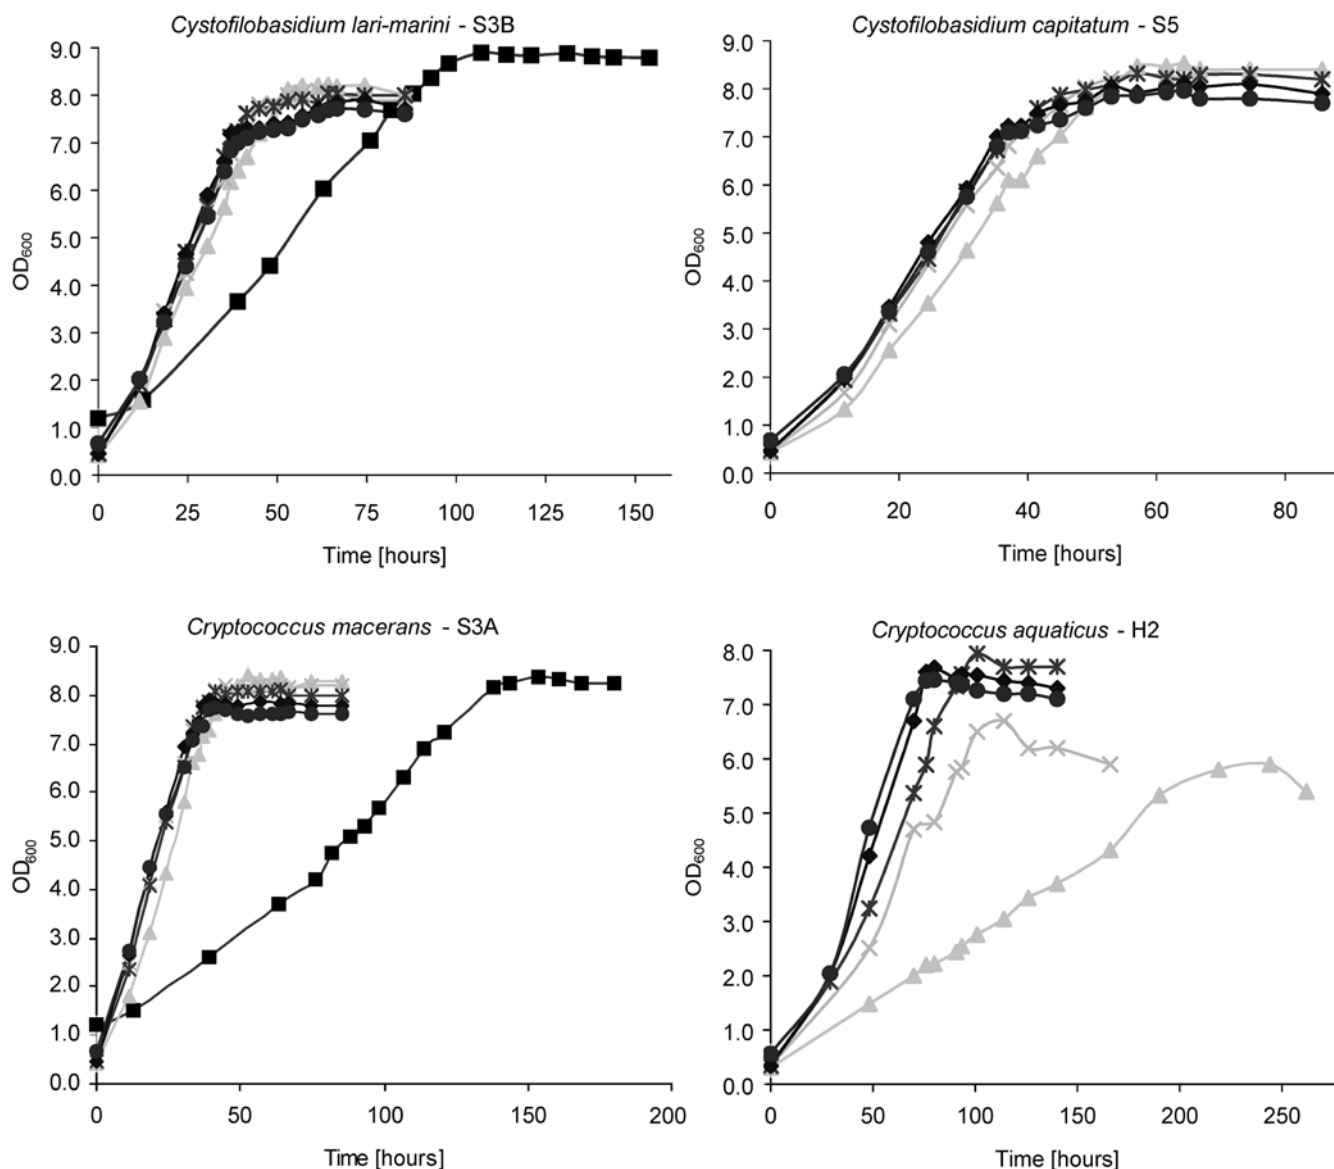 Cystofilobasidium lari-marini - S3B
9.0
8.0
7.0
6.0
5.0
4.0
3.0
2.0
1.0
0.0
OD600
0 25 50 75 100 125 150
Time [hours]
Cystofilobasidium capitatum - S5
9.0
8.0
7.0
6.0
5.0
4.0
3.0
2.0
1.0
0.0
OD600
0 20 40 60 80
Time [hours]
Cryptococcus macerans - S3A
9.0
8.0
7.0
6.0
5.0
4.0
3.0
2.0
1.0
0.0
OD600
0 50 100 150 200
Time [hours]
Cryptococcus aquaticus - H2
8.0
7.0
6.0
5.0
4.0
3.0
2.0
1.0
0.0
OD600
0 50 100 150 200 250
Time [hours]